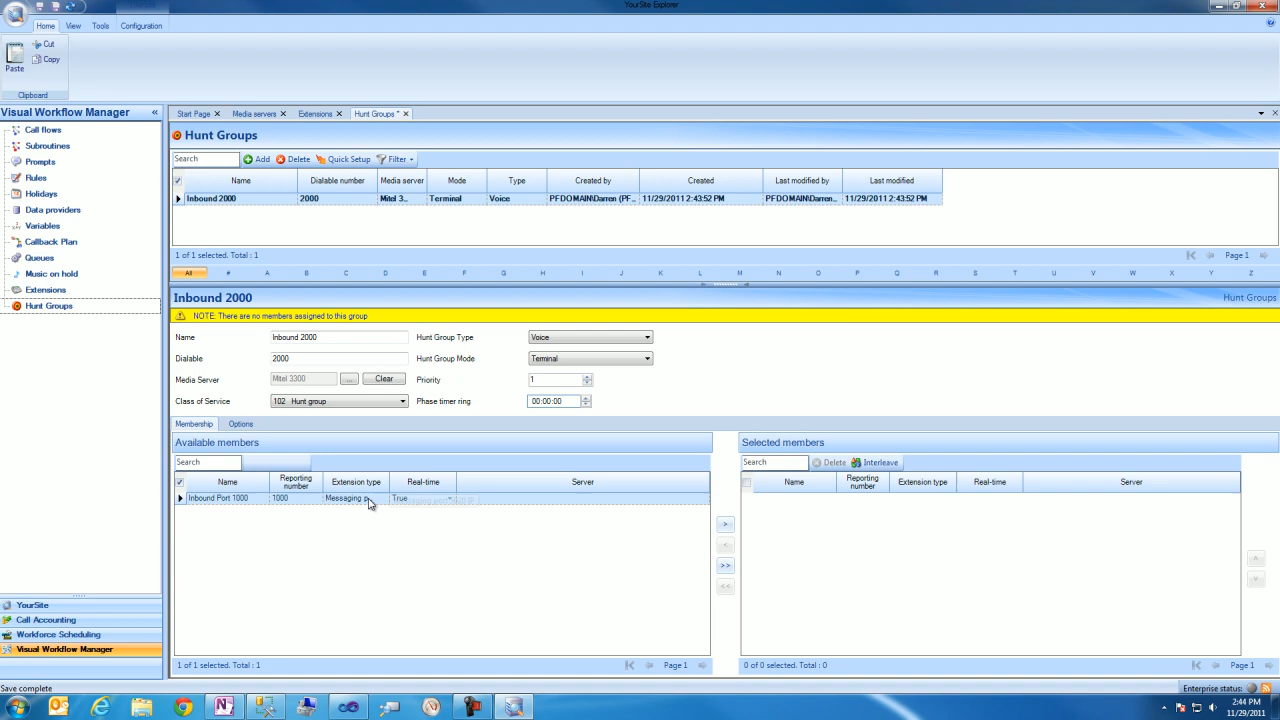 YourSite Explorer
Home
View
Tools
Configuration
Paste
Cut
Copy
Clipboard
Visual Workflow Manager
Call flows
Subroutines
Prompts
Rules
Holidays
Data providers
Variables
Callback Plan
Queues
Music on hold
Extensions
Hunt Groups
YourSite
Call Accounting
Workforce Scheduling
Visual Workflow Manager
Start Page
Media servers
Extensions
Hunt Groups *
Hunt Groups
Search
Add
Delete
Quick Setup
Filter
Name Dialable number Media server Mode Type Created by Created Last modified by Last modified
Inbound 2000 2000 Mitel 3... Terminal Voice PFDOMAIN\Darren (PF... 11/29/2011 2:43:52 PM PFDOMAIN\Darren... 11/29/2011 2:43:52 PM
1 of 1 selected. Total : 1
Page 1
All # A B C D E F G H I J K L M N O P Q R S T U V W X Y Z
Inbound 2000
Hunt Groups
NOTE: There are no members assigned to this group
Name Inbound 2000 Hunt Group Type Voice
Dialable 2000 Hunt Group Mode Terminal
Media Server Mitel 3300 ... Clear Priority 1
Class of Service 102 Hunt group Phase timer ring 00:00:00
Membership
Options
Available members
Search
Name Reporting number Extension type Real-time Server
Inbound Port 1000 1000 Messaging p True
1 of 1 selected. Total : 1
Page 1
>
<
>>
<<
Selected members
Search
Delete
Interleave
Name Reporting number Extension type Real-time Server
0 of 0 selected. Total : 0
Page 1
Save complete
Enterprise status:
2:44 PM
11/29/2011